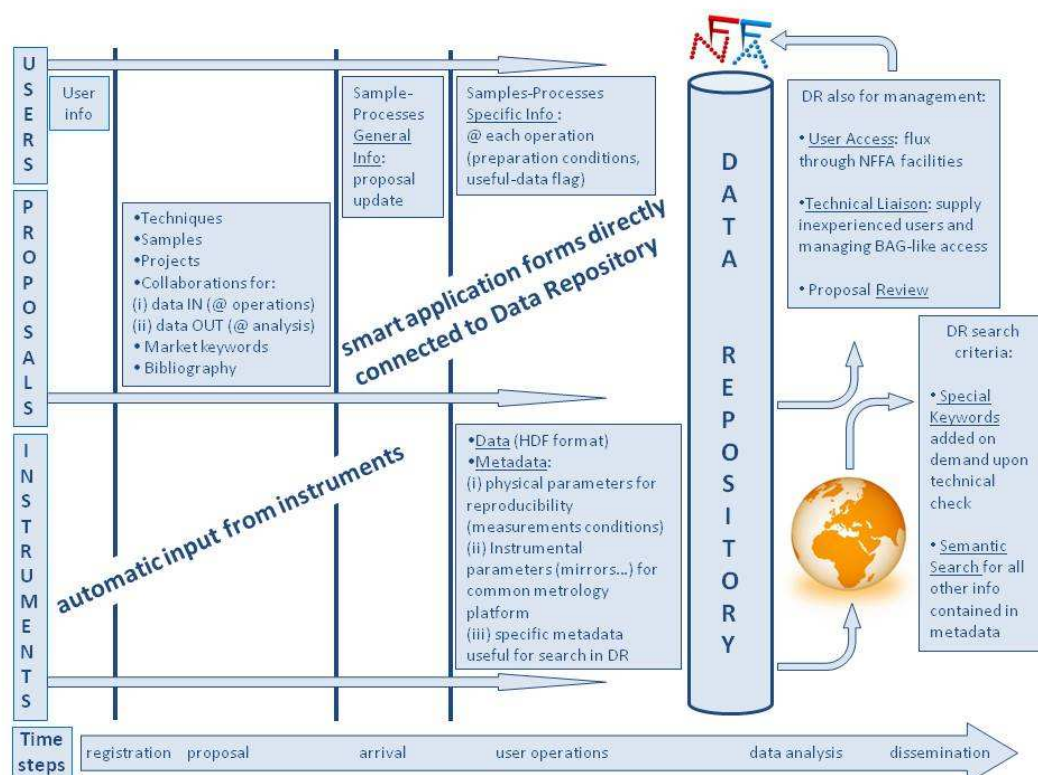 NFFA
USERS
User
info
Sample-
Processes
General
Info:
proposal
update
Samples-Processes
Specific Info :
@ each operation
(preparation conditions,
useful-data flag)
PROPOSALS
•Techniques
•Samples
•Projects
•Collaborations for:
(i) data IN (@ operations)
(ii) data OUT (@ analysis)
• Market keywords
• Bibliography
smart application forms directly
connected to Data Repository
INSTRUMENTS
automatic input from instruments
•Data (HDF format)
•Metadata:
(i) physical parameters for
reproducibility
(measurements conditions)
(ii) Instrumental
parameters (mirrors...) for
common metrology
platform
(iii) specific metadata
useful for search in DR
DATA REPOSITORY
DR also for management:
• User Access: flux
through NFFA facilities
•Technical Liaison: supply
inexperienced users and
managing BAG-like access
• Proposal Review
DR search
criteria:
• Special
Keywords
added on
demand upon
technical
check
• Semantic
Search for all
other info
contained in
metadata
Time
steps
registration proposal arrival user operations data analysis dissemination